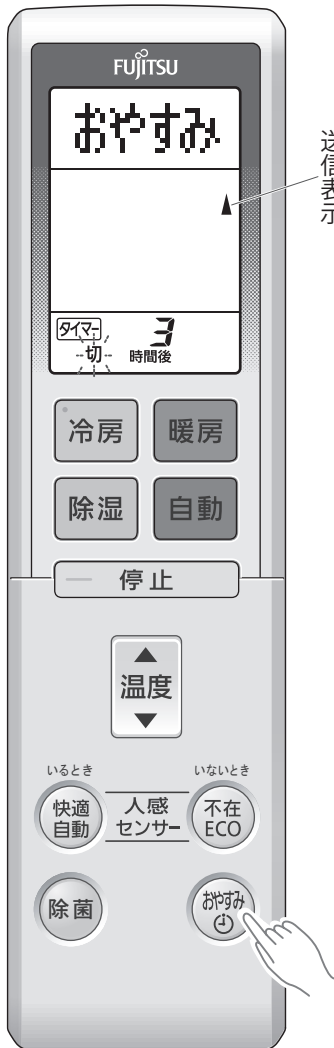 FUJITSU
おやすみ
送信表示
タイマー
切
3
時間後
冷房
暖房
除湿
自動
停止
温度
いるとき
いないとき
快適
自動
人感
センサー
不在
ECO
除菌
おやすみ